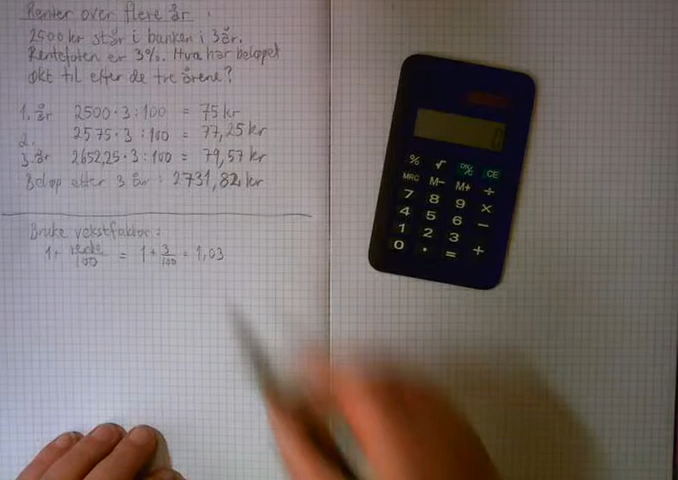 Renter over flere år
2500 kr står i banken i 3 år.
Rentefoten er 3%. Hva har beløpet
økt til etter de tre årene?
1. år 2500 · 3 : 100 = 75 kr
2. 2575 · 3 : 100 = 77,25 kr
3. år 2652,25 · 3 : 100 = 79,57 kr
Beløp etter 3 år : 2731,82 kr
Bruke vekstfaktor :
1 + rente/100 = 1 + 3/100 = 1,03
0
% √ CE
MRC M- M+ ÷
7 8 9 ×
4 5 6 −
1 2 3 +
0 · =